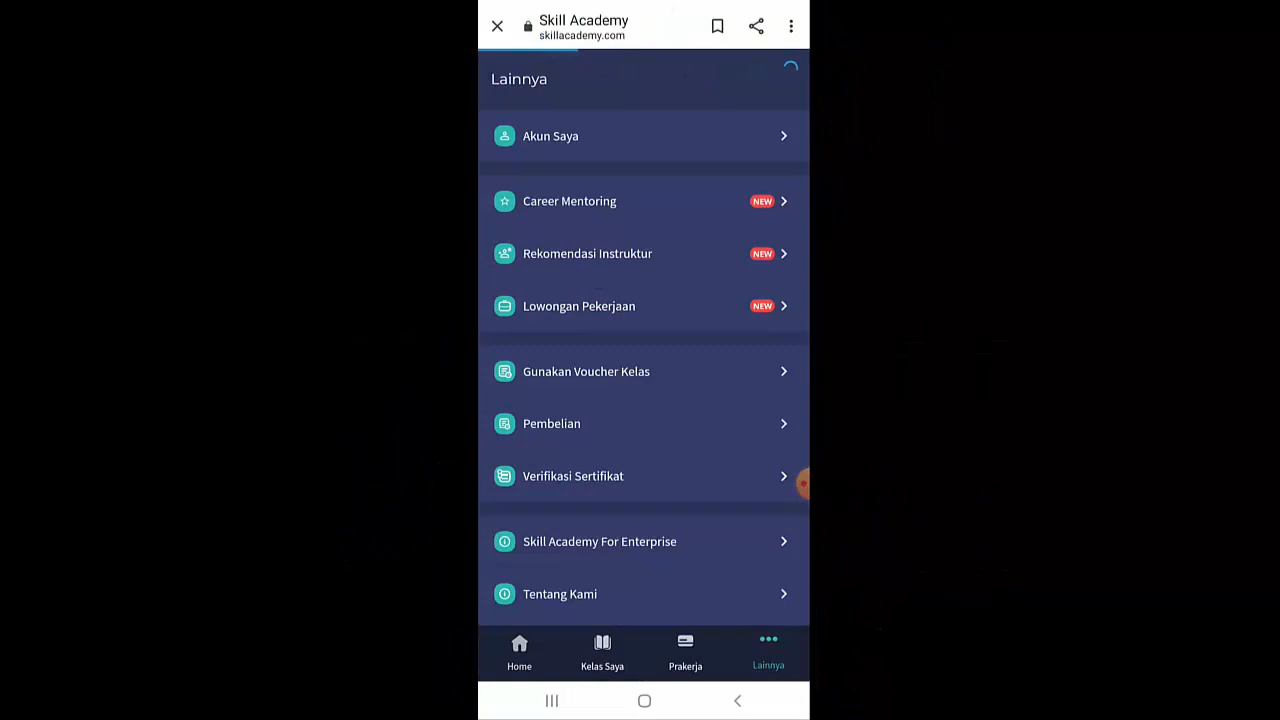 Skill Academy
skillacademy.com
Lainnya
Akun Saya
Career Mentoring NEW
Rekomendasi Instruktur NEW
Lowongan Pekerjaan NEW
Gunakan Voucher Kelas
Pembelian
Verifikasi Sertifikat
Skill Academy For Enterprise
Tentang Kami
Home Kelas Saya Prakerja Lainnya